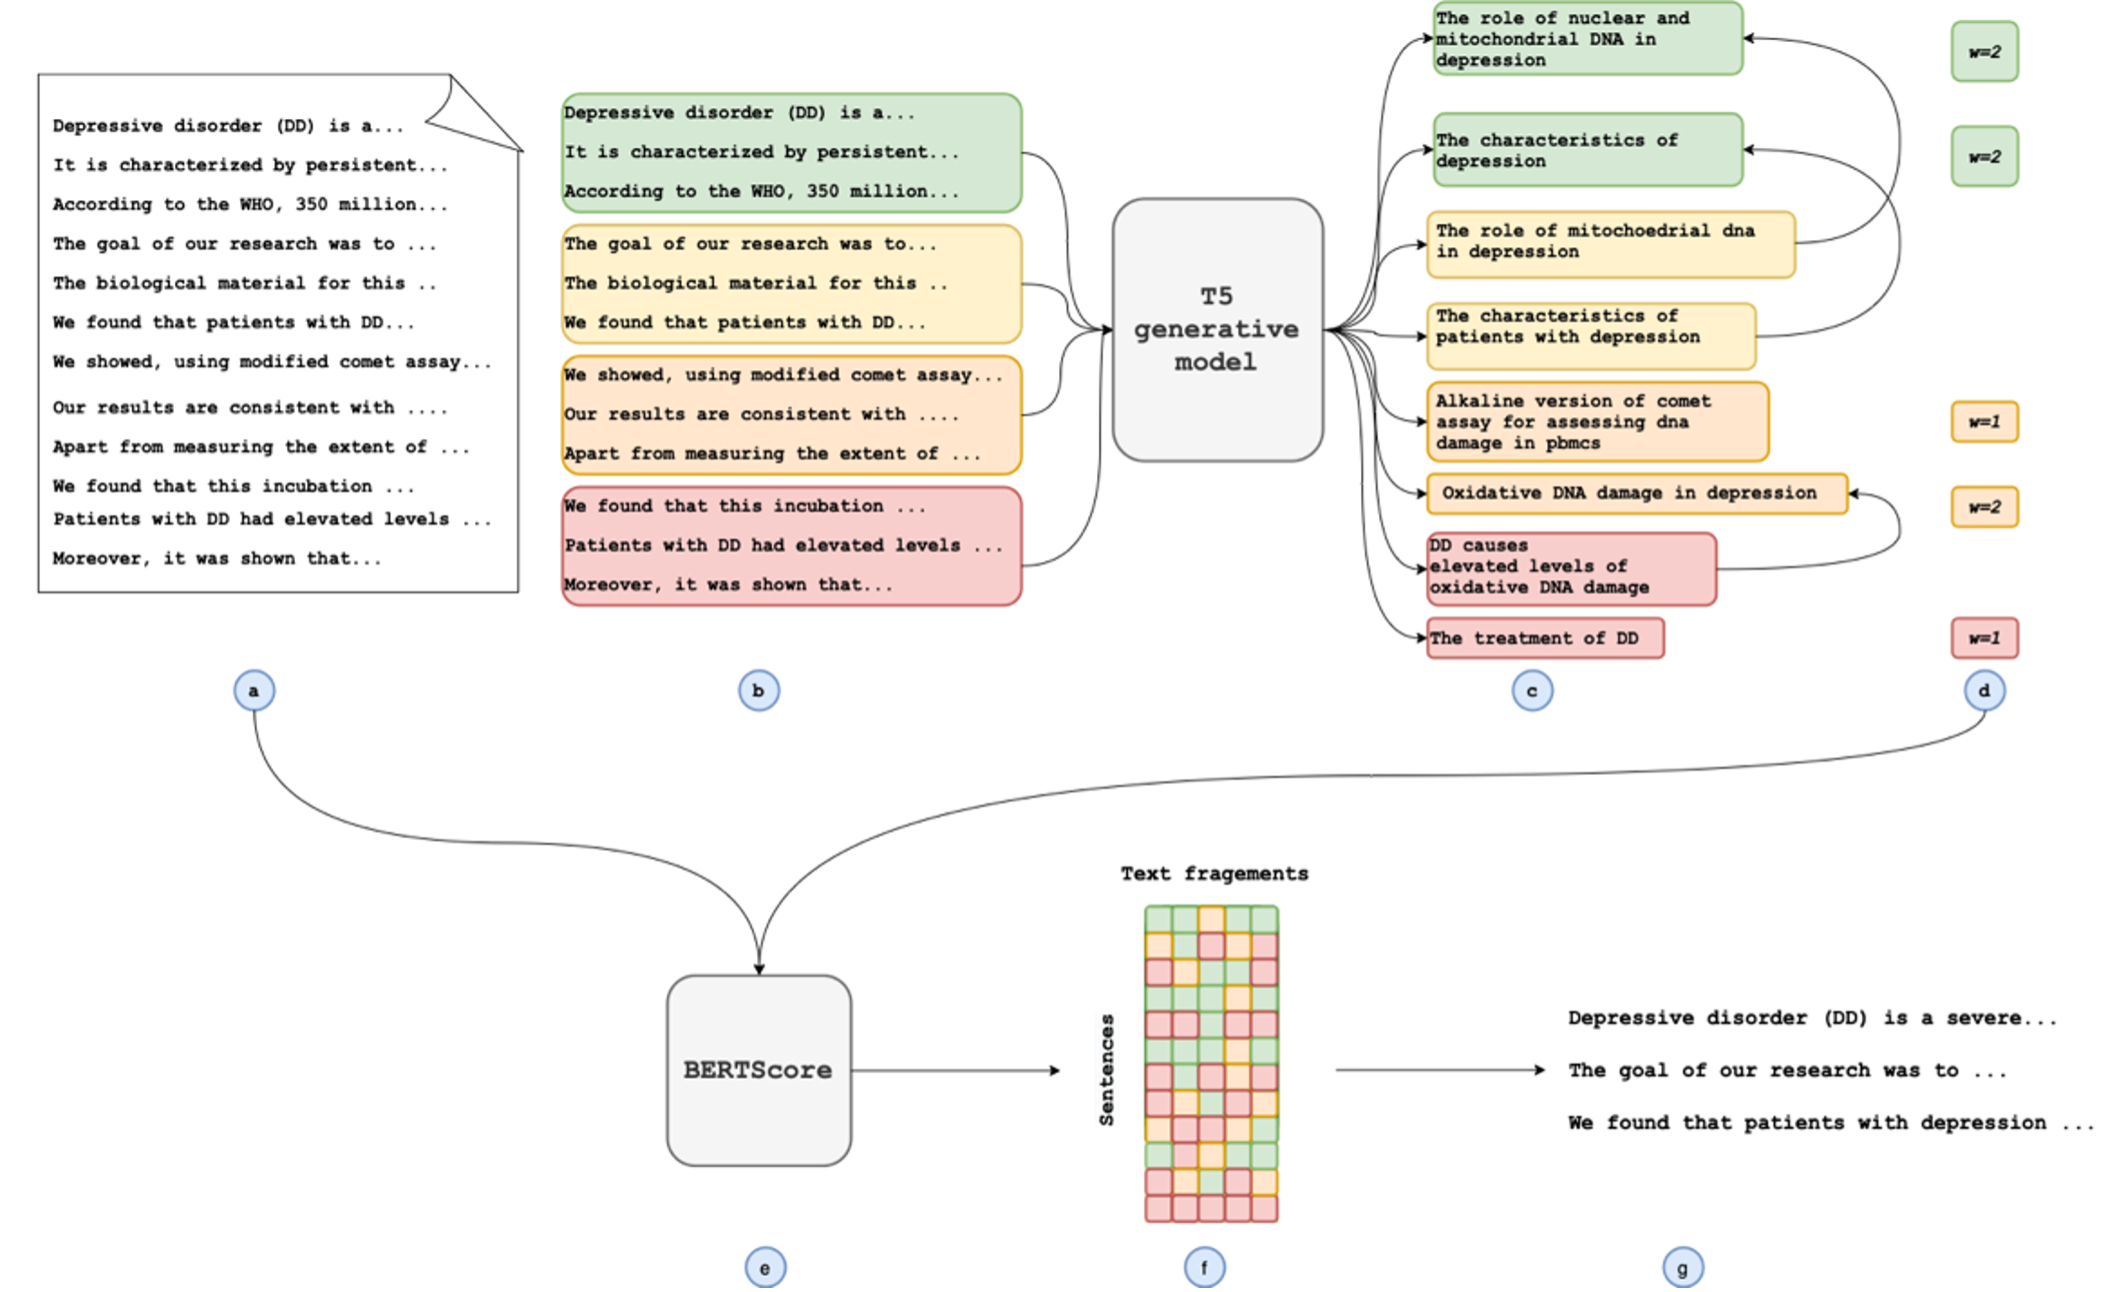 Depressive disorder (DD) is a...
It is characterized by persistent...
According to the WHO, 350 million...
The goal of our research was to ...
The biological material for this ..
We found that patients with DD...
We showed, using modified comet assay...
Our results are consistent with ....
Apart from measuring the extent of ...
We found that this incubation ...
Patients with DD had elevated levels ...
Moreover, it was shown that...
a
Depressive disorder (DD) is a...
It is characterized by persistent...
According to the WHO, 350 million...
The goal of our research was to...
The biological material for this ..
We found that patients with DD...
We showed, using modified comet assay...
Our results are consistent with ....
Apart from measuring the extent of ...
We found that this incubation ...
Patients with DD had elevated levels ...
Moreover, it was shown that...
b
T5
generative
model
The role of nuclear and
mitochondrial DNA in
depression
The characteristics of
depression
The role of mitochoedrial dna
in depression
The characteristics of
patients with depression
Alkaline version of comet
assay for assessing dna
damage in pbmcs
Oxidative DNA damage in depression
DD causes
elevated levels of
oxidative DNA damage
The treatment of DD
c
w=2
w=2
w=1
w=2
w=1
d
BERTScore
e
Text fragements
Sentences
f
Depressive disorder (DD) is a severe...
The goal of our research was to ...
We found that patients with depression ...
g